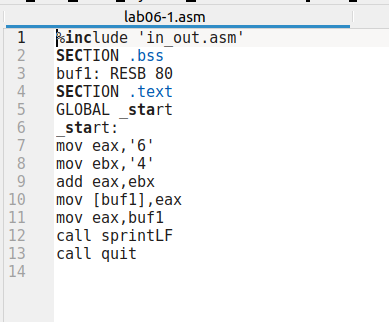 lab06-1.asm
1 %include 'in_out.asm'
2 SECTION .bss
3 buf1: RESB 80
4 SECTION .text
5 GLOBAL _start
6 _start:
7 mov eax,'6'
8 mov ebx,'4'
9 add eax,ebx
10 mov [buf1],eax
11 mov eax,buf1
12 call sprintLF
13 call quit
14